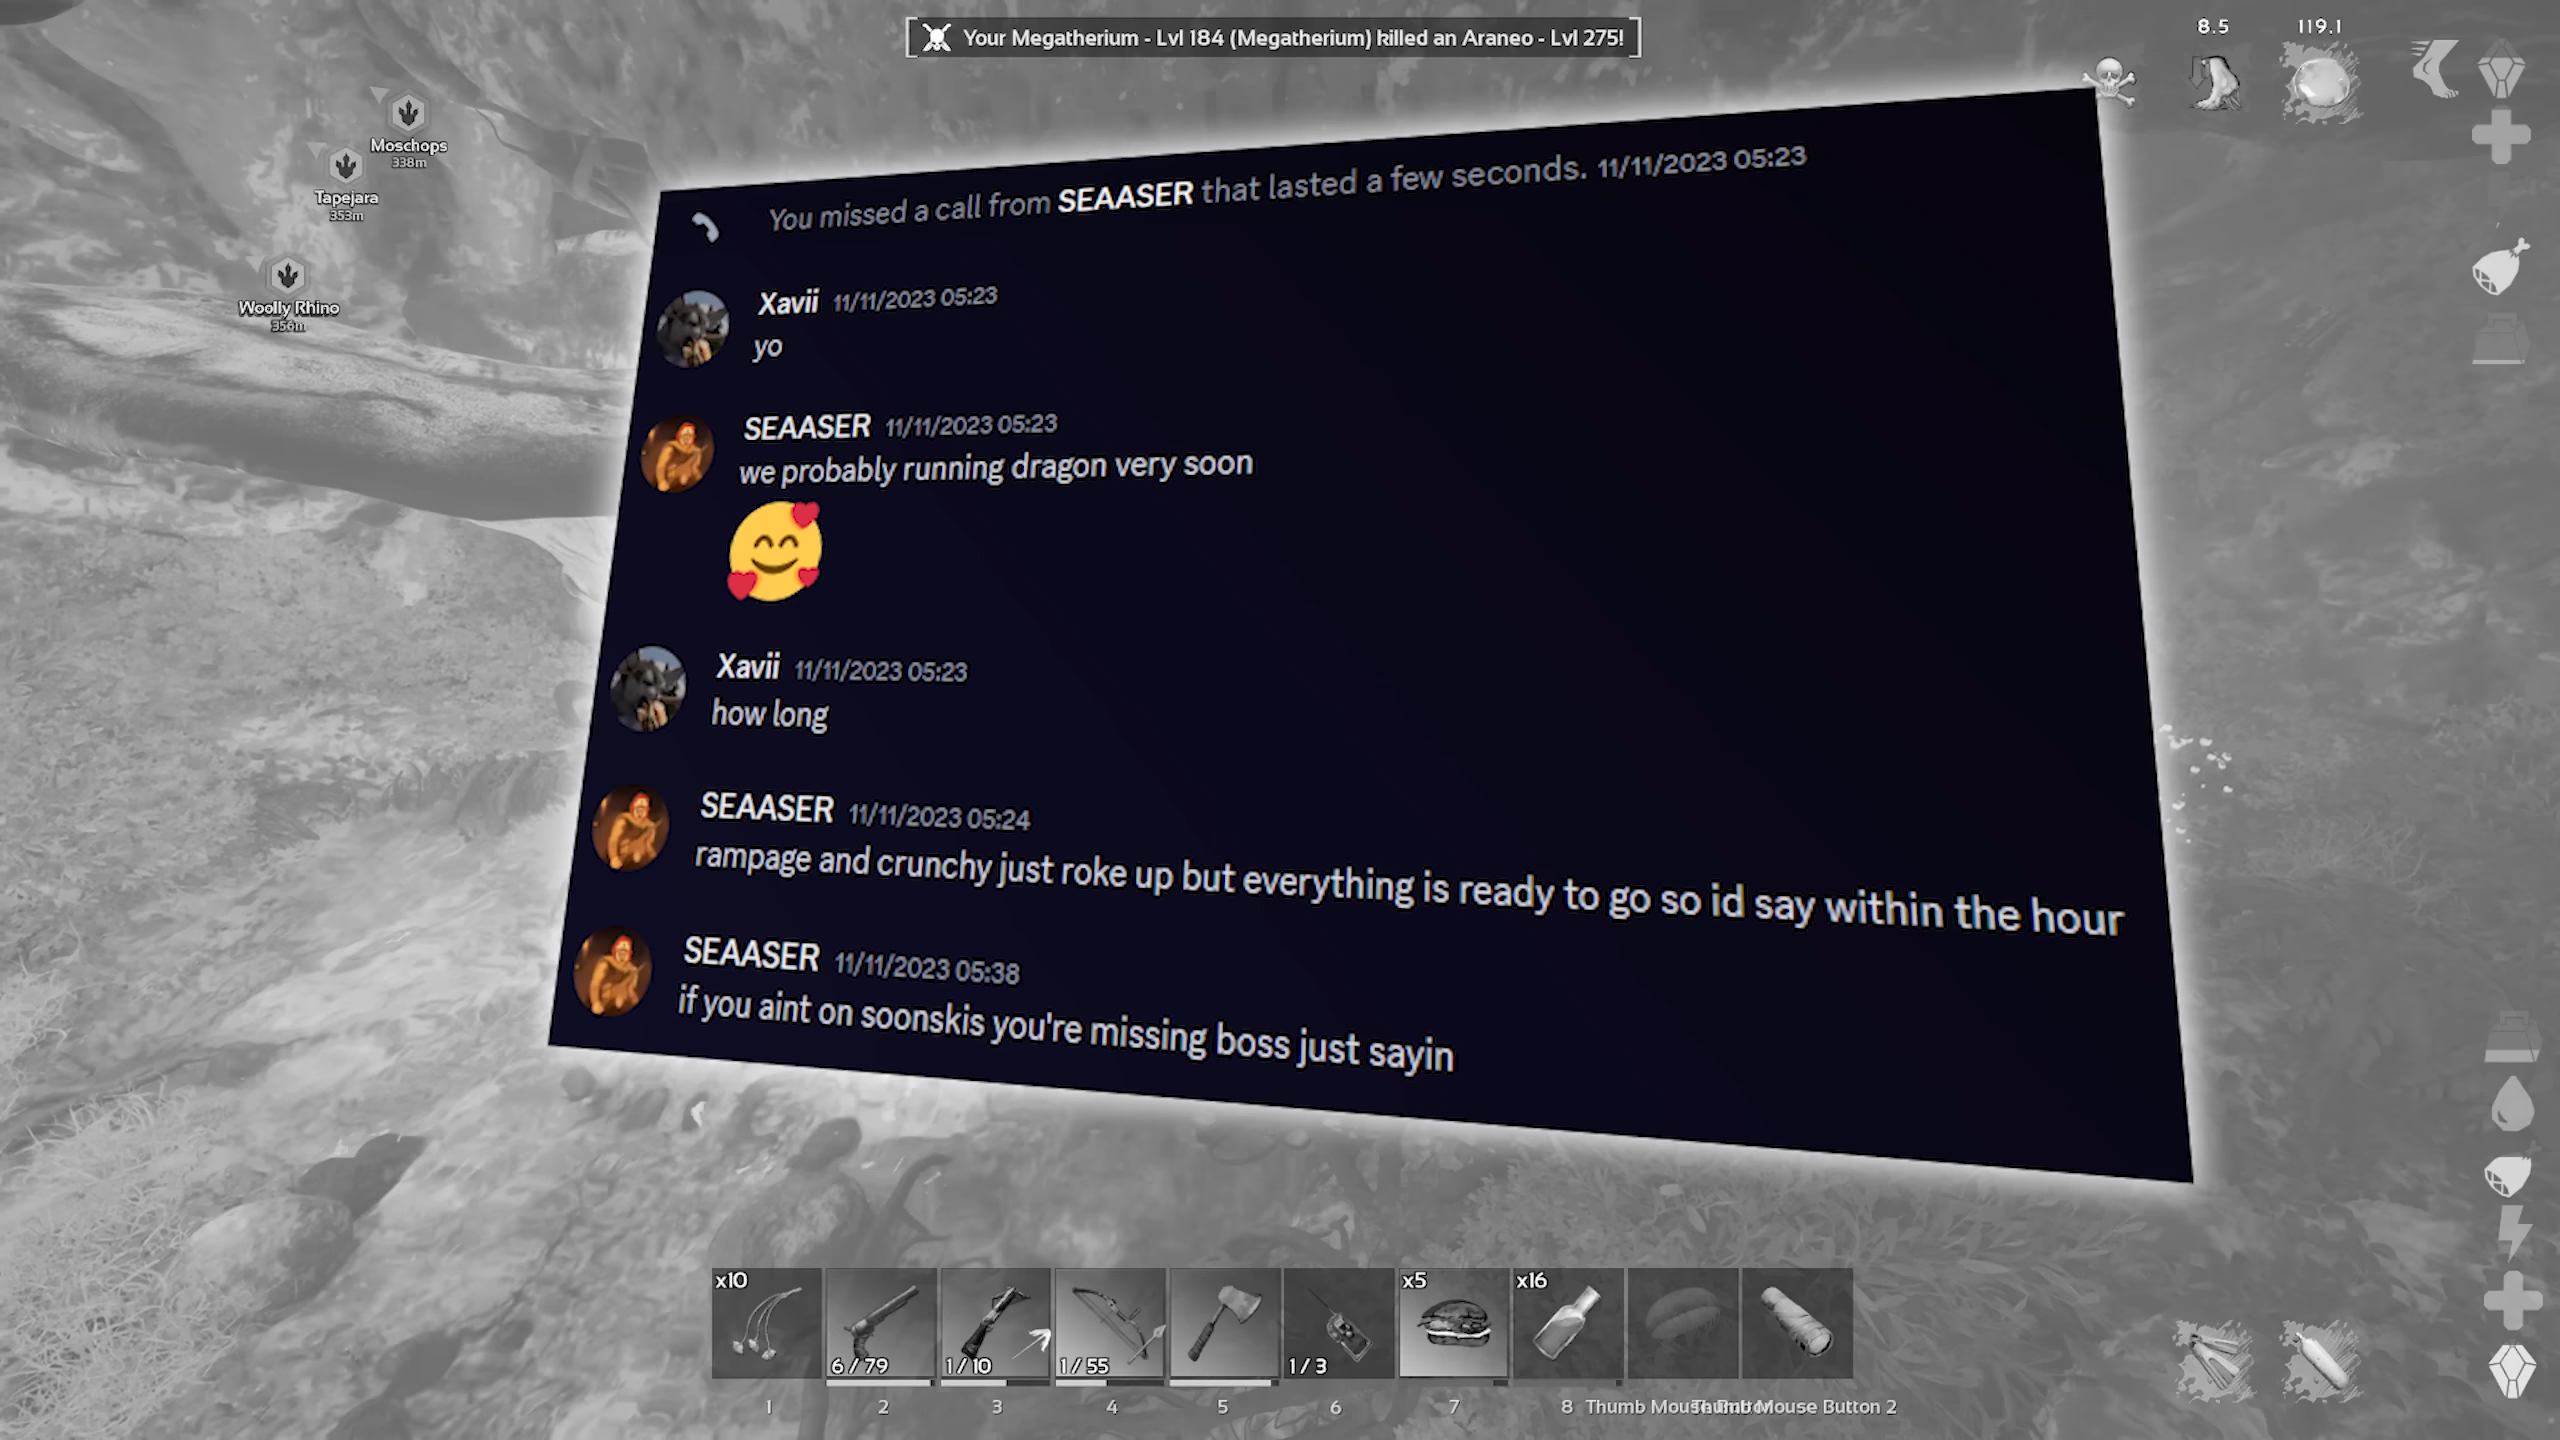 Your Megatherium - Lvl 184 (Megatherium) killed an Araneo - Lvl 275!
8.5
119.1
Moschops
338m
Tapejara
353m
Woolly Rhino
356m
You missed a call from SEAASER that lasted a few seconds. 11/11/2023 05:23
Xavii 11/11/2023 05:23
yo
SEAASER 11/11/2023 05:23
we probably running dragon very soon
Xavii 11/11/2023 05:23
how long
SEAASER 11/11/2023 05:24
rampage and crunchy just roke up but everything is ready to go so id say within the hour
SEAASER 11/11/2023 05:38
if you aint on soonskis you're missing boss just sayin
x10
6 / 79
1 / 10
1 / 55
1 / 3
x5
x16
1 2 3 4 5 6 7 8 Thumb Mouse Button Thumb Mouse Button 2